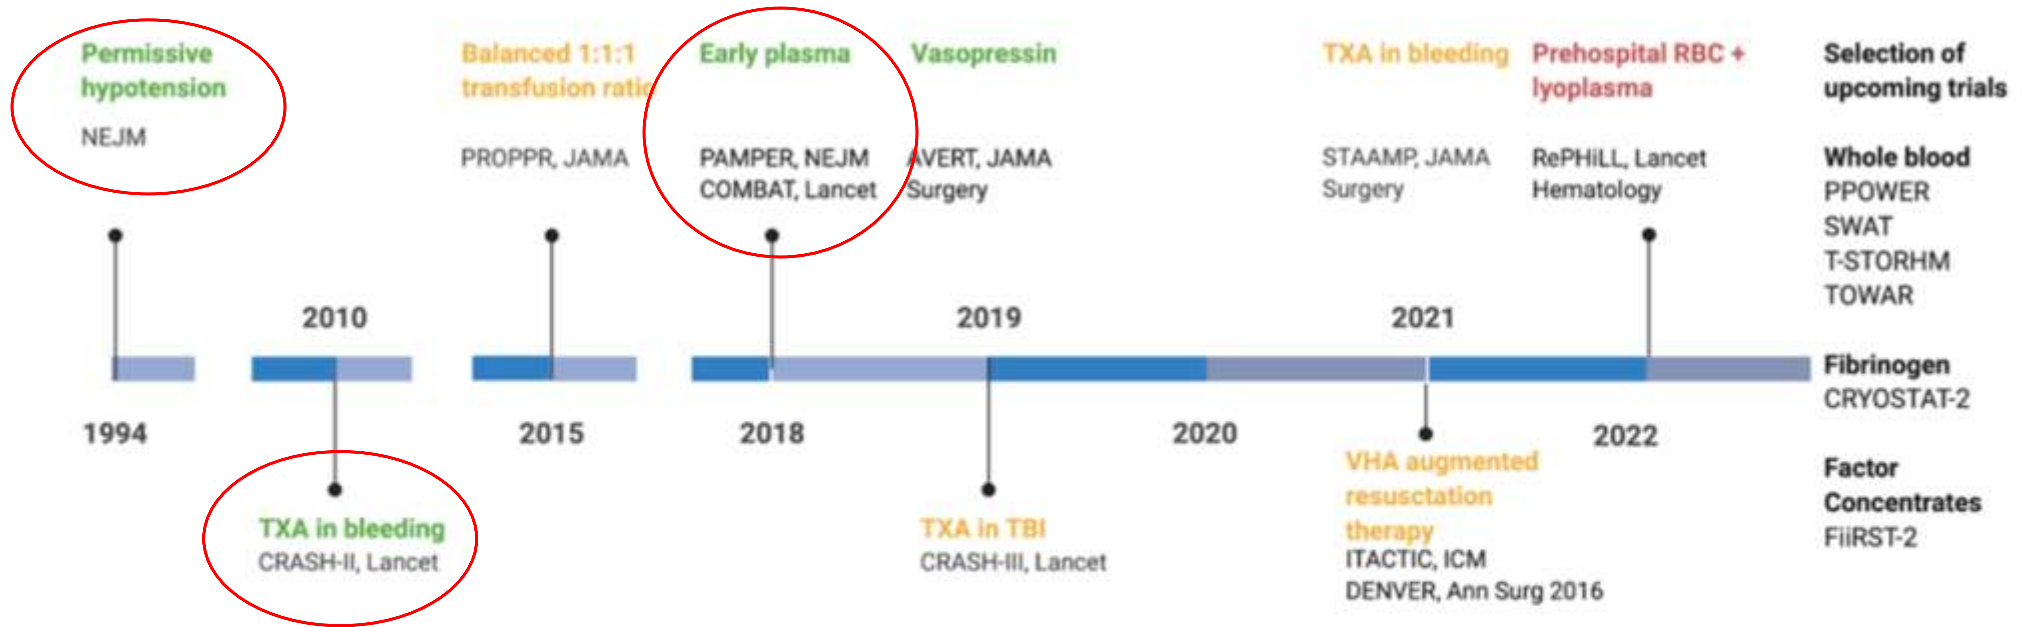 Permissive
hypotension
NEJM
Balanced 1:1:1
transfusion ratio
PROPPR, JAMA
Early plasma
PAMPER, NEJM
COMBAT, Lancet
Vasopressin
AVERT, JAMA
Surgery
TXA in bleeding
STAAMP, JAMA
Surgery
Prehospital RBC +
lyoplasma
RePHiLL, Lancet
Hematology
2010
2019
2021
1994
2015
2018
2020
2022
TXA in bleeding
CRASH-II, Lancet
TXA in TBI
CRASH-III, Lancet
VHA augmented
resusctation
therapy
ITACTIC, ICM
DENVER, Ann Surg 2016
Selection of
upcoming trials
Whole blood
PPOWER
SWAT
T-STORHM
TOWAR
Fibrinogen
CRYOSTAT-2
Factor
Concentrates
FiiRST-2